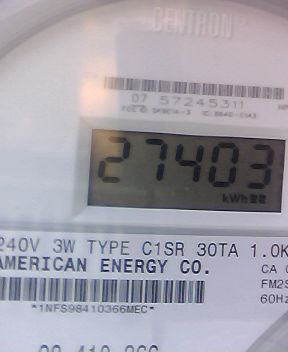 CENTRON
07 57245311
27403
kWh
240V 3W TYPE C1SR 30TA 1.0K
AMERICAN ENERGY CO.
CA
FM2S
60Hz
*1NFS98410366MEC*